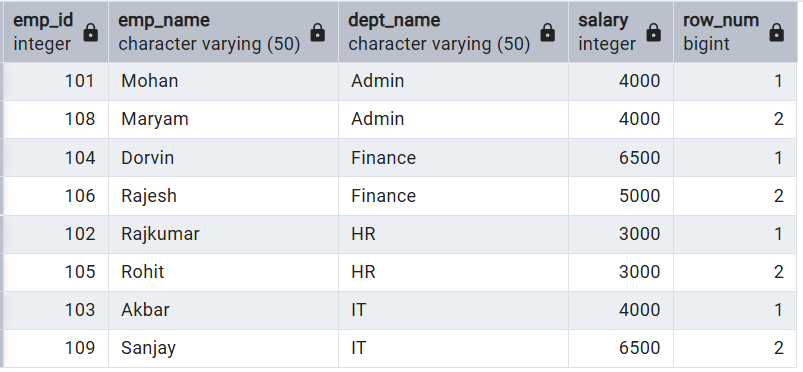 emp_id emp_name dept_name salary row_num
integer character varying (50) character varying (50) integer bigint
101 Mohan Admin 4000 1
108 Maryam Admin 4000 2
104 Dorvin Finance 6500 1
106 Rajesh Finance 5000 2
102 Rajkumar HR 3000 1
105 Rohit HR 3000 2
103 Akbar IT 4000 1
109 Sanjay IT 6500 2